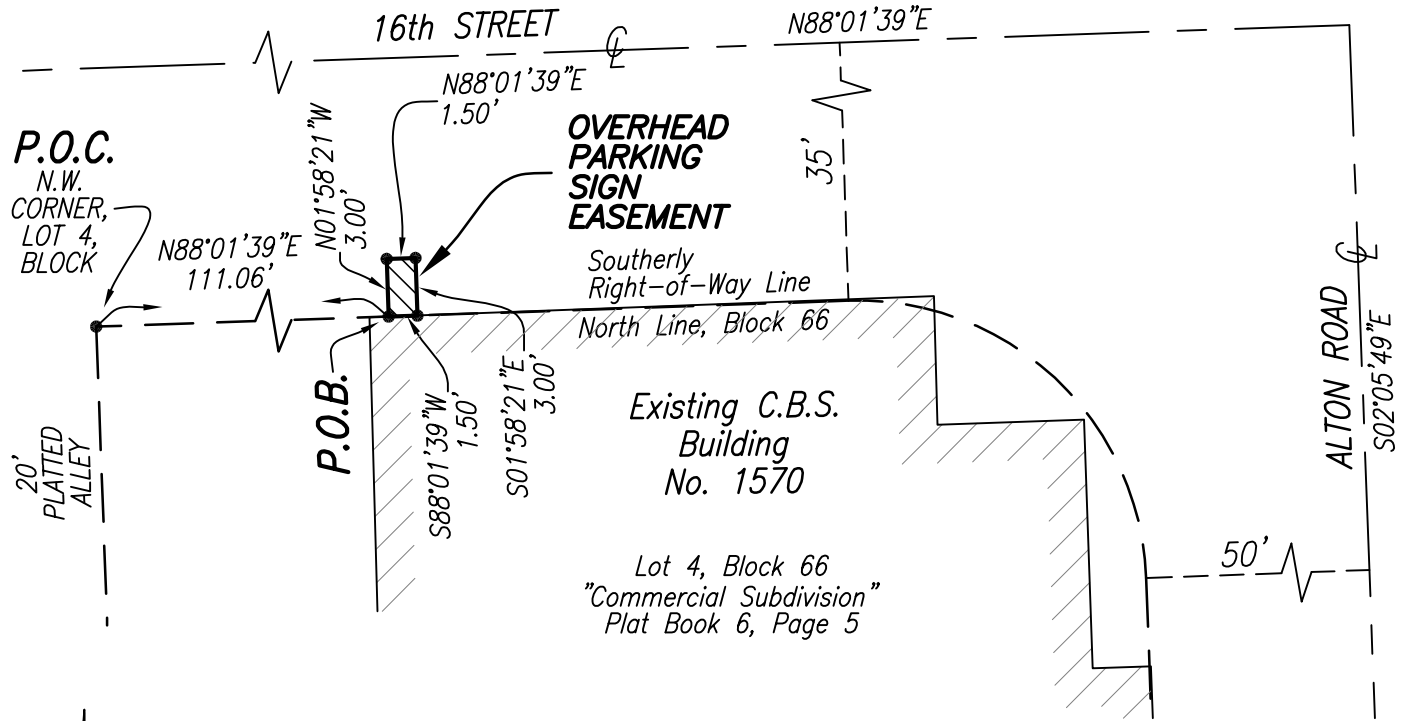 16th STREET
N88°01'39"E
N88°01'39"E
1.50'
N01°58'21"W
3.00'
OVERHEAD
PARKING
SIGN
EASEMENT
35'
P.O.C.
N.W.
CORNER,
LOT 4,
BLOCK
N88°01'39"E
111.06'
Southerly
Right-of-Way Line
North Line, Block 66
P.O.B.
S88°01'39"W
1.50'
S01°58'21"E
3.00'
20'
PLATTED
ALLEY
Existing C.B.S.
Building
No. 1570
Lot 4, Block 66
"Commercial Subdivision"
Plat Book 6, Page 5
ALTON ROAD
S02°05'49"E
50'